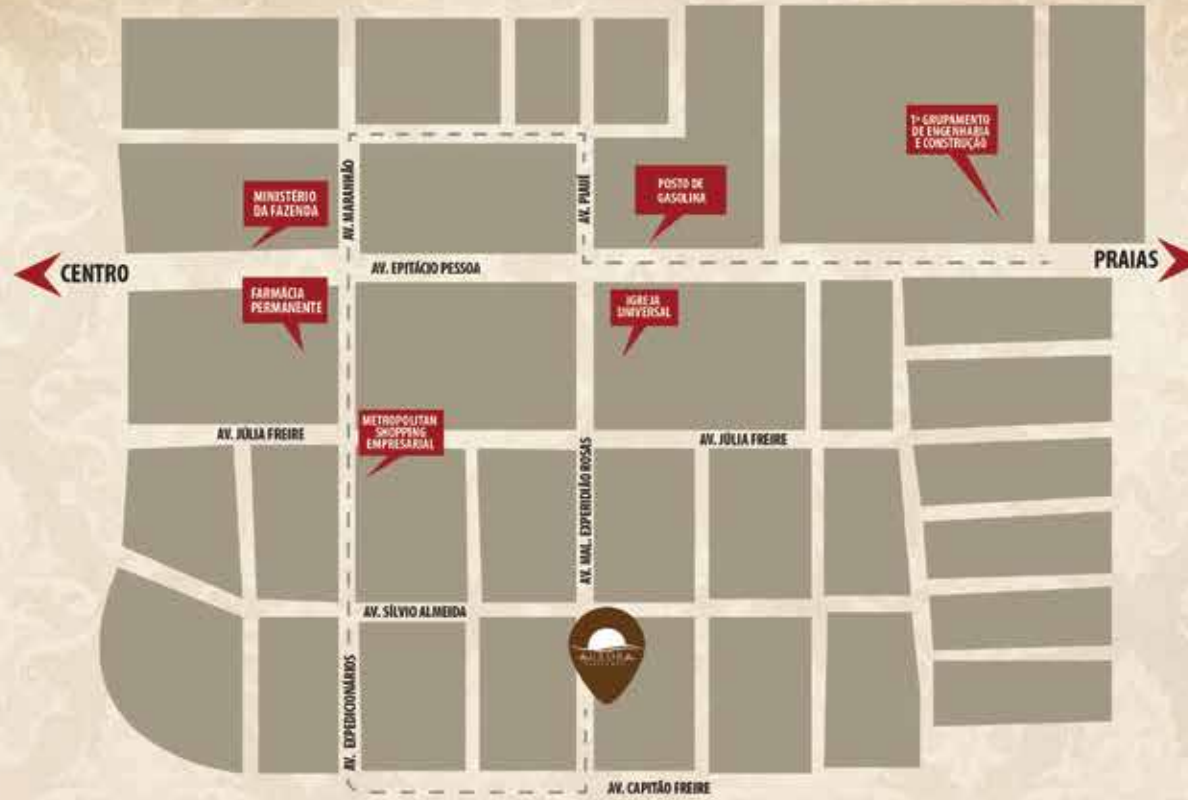 1º GRUPAMENTO
DE ENGENHARIA
E CONSTRUÇÃO
AV. MARANHÃO
AV. PIAUÍ
POSTO DE
GASOLINA
MINISTÉRIO
DA FAZENDA
CENTRO
AV. EPITÁCIO PESSOA
PRAIAS
FARMÁCIA
PERMANENTE
IGREJA
UNIVERSAL
METROPOLITAN
SHOPPING
EMPRESARIAL
AV. JÚLIA FREIRE
AV. JÚLIA FREIRE
AV. MAL. EXPERIDIÃO ROSAS
AV. SÍLVIO ALMEIDA
AURORA
AV. EXPEDICIONÁRIOS
AV. CAPITÃO FREIRE